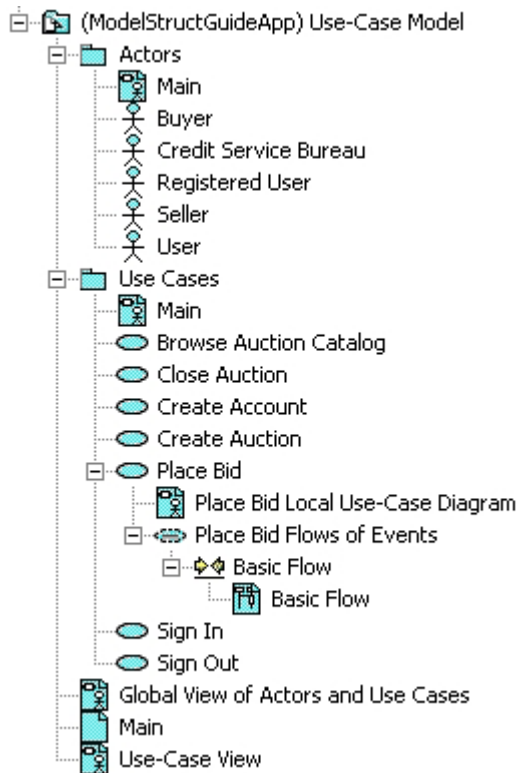 (ModelStructGuideApp) Use-Case Model
Actors
Main
Buyer
Credit Service Bureau
Registered User
Seller
User
Use Cases
Main
Browse Auction Catalog
Close Auction
Create Account
Create Auction
Place Bid
Place Bid Local Use-Case Diagram
Place Bid Flows of Events
Basic Flow
Basic Flow
Sign In
Sign Out
Global View of Actors and Use Cases
Main
Use-Case View